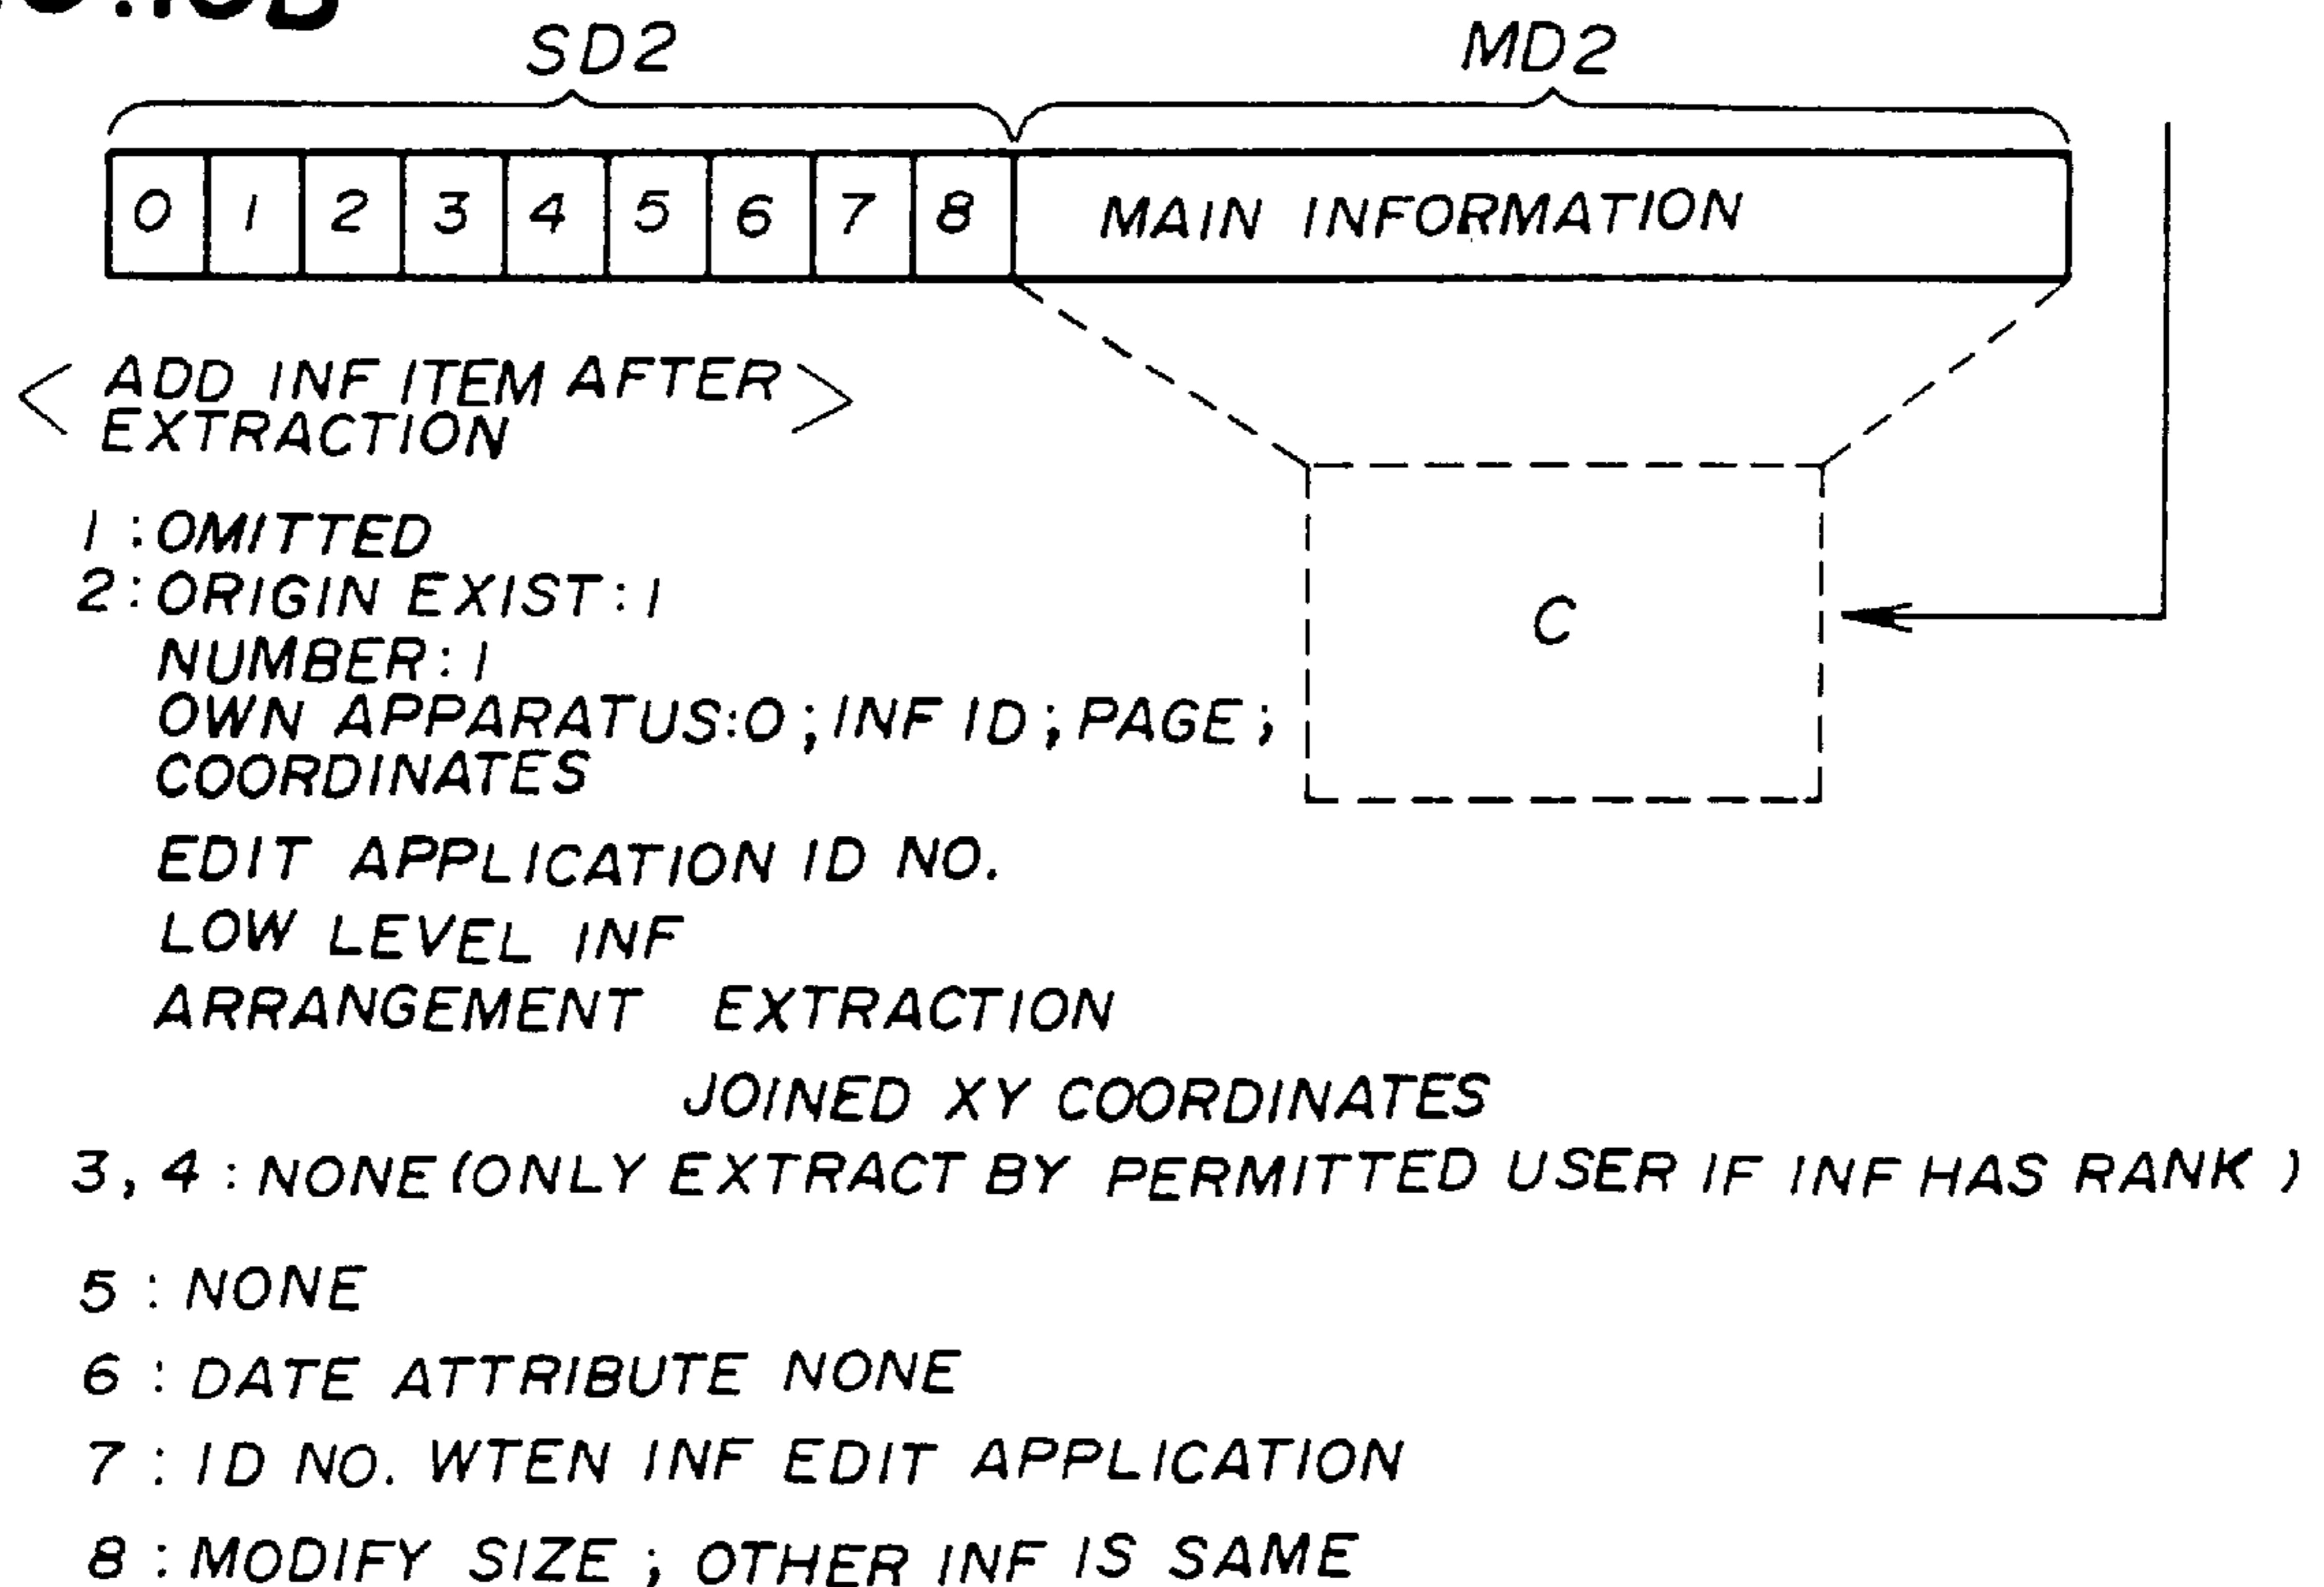 SD2 MD2
0 1 2 3 4 5 6 7 8 MAIN INFORMATION
< ADD INF ITEM AFTER >
EXTRACTION
1 : OMITTED
2 : ORIGIN EXIST : 1
NUMBER : 1
OWN APPARATUS:0 ; INF ID ; PAGE ;
COORDINATES
C
EDIT APPLICATION ID NO.
LOW LEVEL INF
ARRANGEMENT EXTRACTION
JOINED XY COORDINATES
3, 4 : NONE (ONLY EXTRACT BY PERMITTED USER IF INF HAS RANK )
5 : NONE
6 : DATE ATTRIBUTE NONE
7 : ID NO. WTEN INF EDIT APPLICATION
8 : MODIFY SIZE ; OTHER INF IS SAME